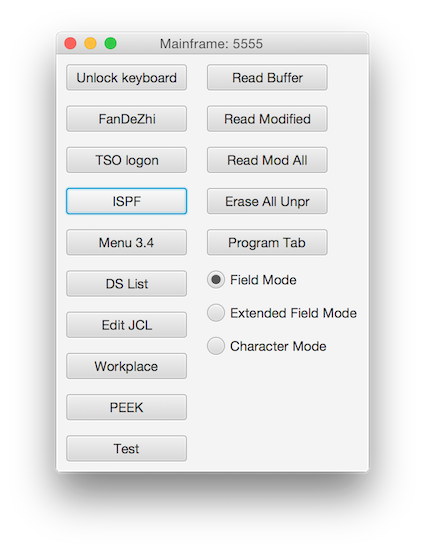 Mainframe: 5555
Unlock keyboard
Read Buffer
FanDeZhi
Read Modified
TSO logon
Read Mod All
ISPF
Erase All Unpr
Menu 3.4
Program Tab
DS List
Field Mode
Edit JCL
Extended Field Mode
Character Mode
Workplace
PEEK
Test